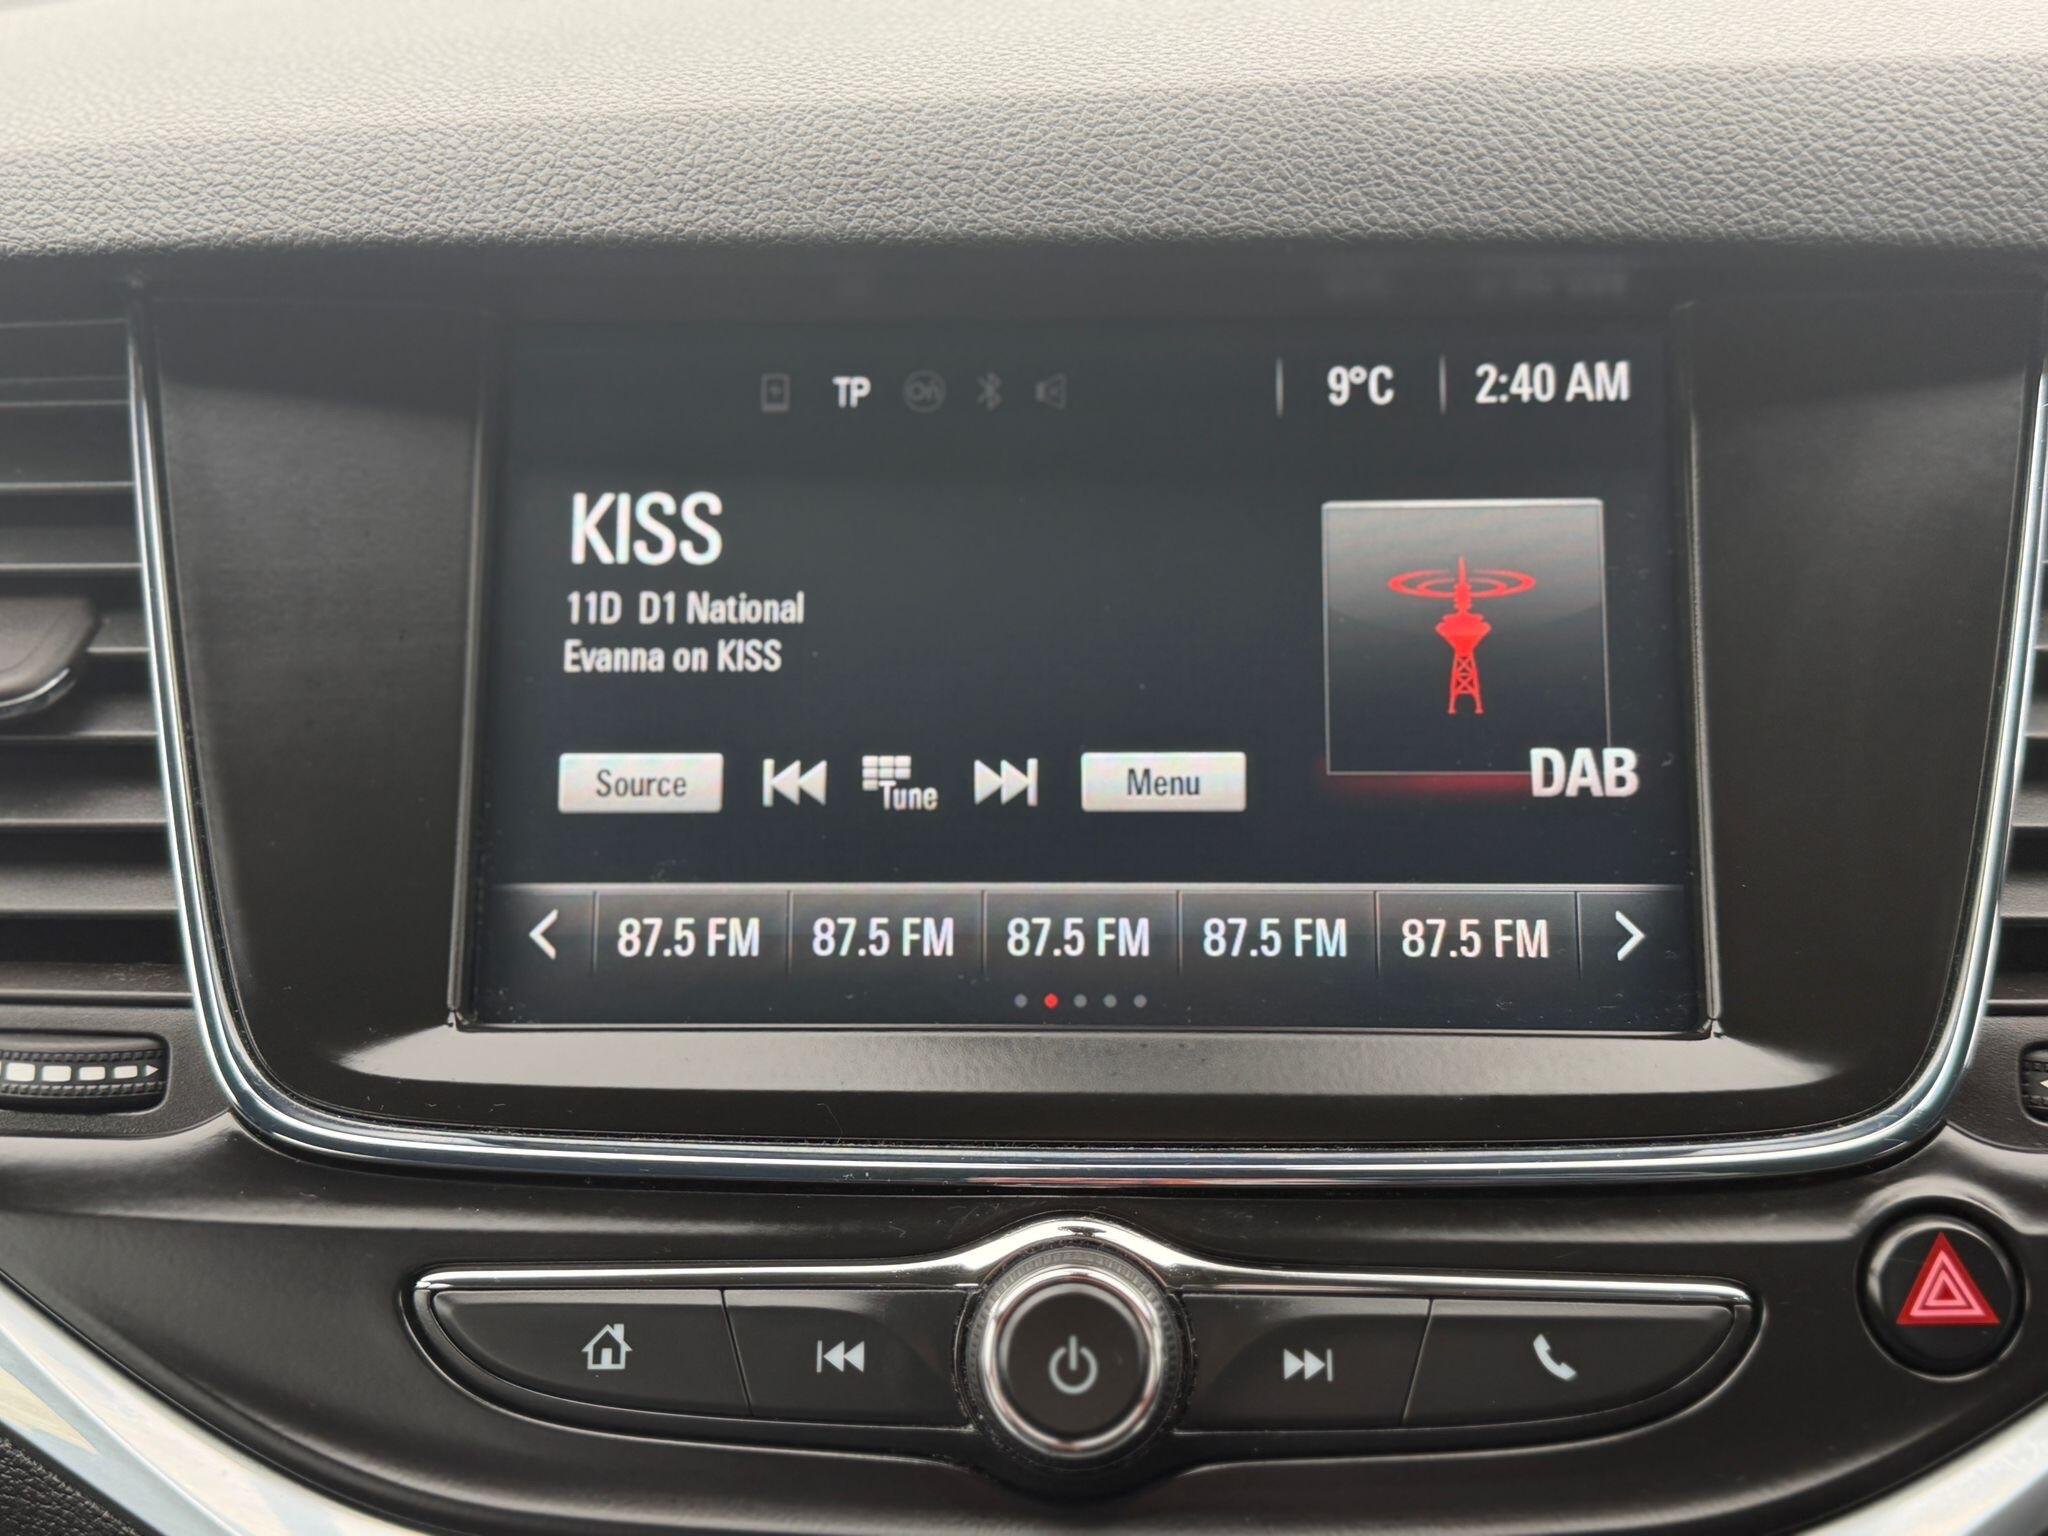 TP 9°C 2:40 AM
KISS
11D D1 National
Evanna on KISS
Source Tune Menu
DAB
87.5 FM 87.5 FM 87.5 FM 87.5 FM 87.5 FM